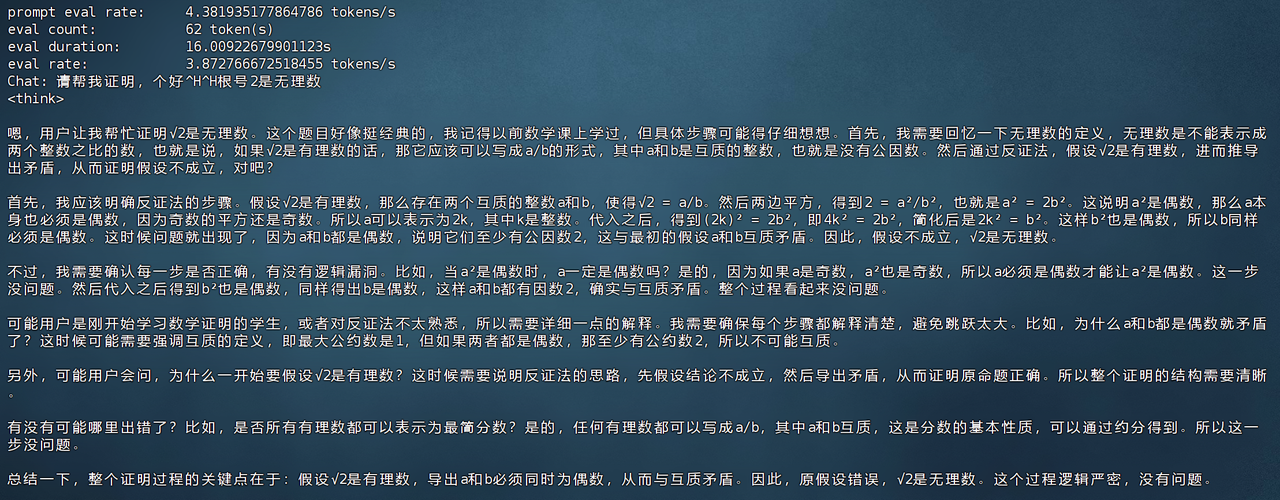 prompt eval rate:     4.381935177864786 tokens/s
eval count:           62 token(s)
eval duration:        16.00922679901123s
eval rate:            3.872766672518455 tokens/s
Chat: 请帮我证明，个好^H^H根号2是无理数
<think>
嗯，用户让我帮忙证明√2是无理数。这个题目好像挺经典的，我记得以前数学课上学过，但具体步骤可能得仔细想想。首先，我需要回忆一下无理数的定义，无理数是不能表示成
两个整数之比的数，也就是说，如果√2是有理数的话，那它应该可以写成a/b的形式，其中a和b是互质的整数，也就是没有公因数。然后通过反证法，假设√2是有理数，进而推导
出矛盾，从而证明假设不成立，对吧？
首先，我应该明确反证法的步骤。假设√2是有理数，那么存在两个互质的整数a和b，使得√2 = a/b。然后两边平方，得到2 = a²/b²，也就是a² = 2b²。这说明a²是偶数，那么a本
身也必须是偶数，因为奇数的平方还是奇数。所以a可以表示为2k，其中k是整数。代入之后，得到(2k)² = 2b²，即4k² = 2b²，简化后是2k² = b²。这样b²也是偶数，所以b同样
必须是偶数。这时候问题就出现了，因为a和b都是偶数，说明它们至少有公因数2，这与最初的假设a和b互质矛盾。因此，假设不成立，√2是无理数。
不过，我需要确认每一步是否正确，有没有逻辑漏洞。比如，当a²是偶数时，a一定是偶数吗？是的，因为如果a是奇数，a²也是奇数，所以a必须是偶数才能让a²是偶数。这一步
没问题。然后代入之后得到b²也是偶数，同样得出b是偶数，这样a和b都有因数2，确实与互质矛盾。整个过程看起来没问题。
可能用户是刚开始学习数学证明的学生，或者对反证法不太熟悉，所以需要详细一点的解释。我需要确保每个步骤都解释清楚，避免跳跃太大。比如，为什么a和b都是偶数就矛盾
了？这时候可能需要强调互质的定义，即最大公约数是1，但如果两者都是偶数，那至少有公约数2，所以不可能互质。
另外，可能用户会问，为什么一开始要假设√2是有理数？这时候需要说明反证法的思路，先假设结论不成立，然后导出矛盾，从而证明原命题正确。所以整个证明的结构需要清晰
。
有没有可能哪里出错了？比如，是否所有有理数都可以表示为最简分数？是的，任何有理数都可以写成a/b，其中a和b互质，这是分数的基本性质，可以通过约分得到。所以这一
步没问题。
总结一下，整个证明过程的关键点在于：假设√2是有理数，导出a和b必须同时为偶数，从而与互质矛盾。因此，原假设错误，√2是无理数。这个过程逻辑严密，没有问题。